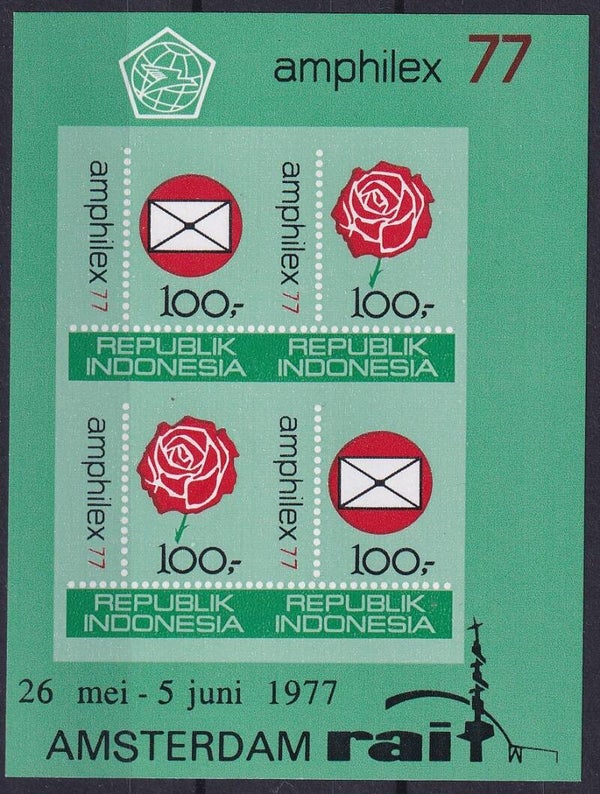 amphilex 77
amphilex 77
100,-
amphilex 77
100,-
REPUBLIK
INDONESIA
REPUBLIK
INDONESIA
amphilex 77
100,-
amphilex 77
100,-
REPUBLIK
INDONESIA
REPUBLIK
INDONESIA
26 mei - 5 juni 1977
AMSTERDAM rai